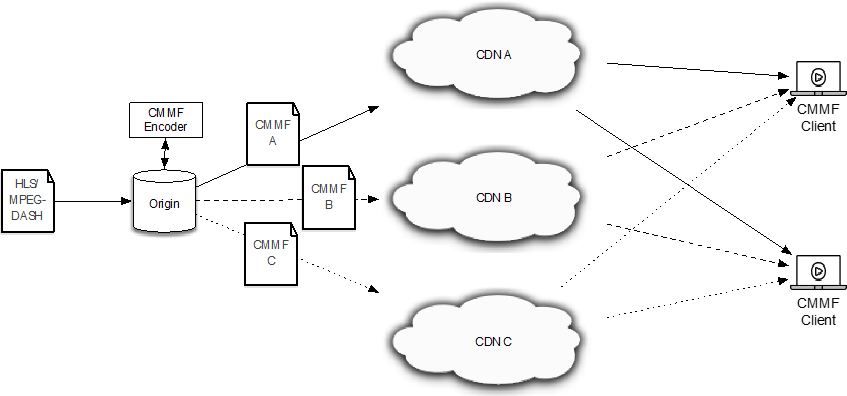 HLS/
MPEG-
DASH
CMMF
Encoder
Origin
CMMF
A
CMMF
B
CMMF
C
CDN A
CDN B
CDN C
CMMF
Client
CMMF
Client